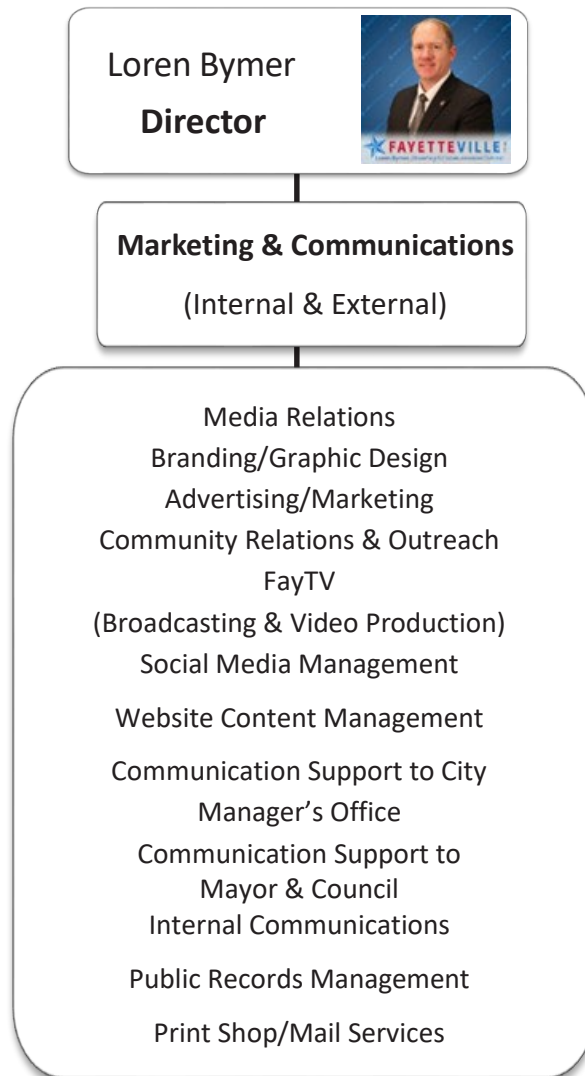 Loren Bymer
Director
FAYETTEVILLE
Marketing & Communications
(Internal & External)
Media Relations
Branding/Graphic Design
Advertising/Marketing
Community Relations & Outreach
FayTV
(Broadcasting & Video Production)
Social Media Management
Website Content Management
Communication Support to City
Manager’s Office
Communication Support to
Mayor & Council
Internal Communications
Public Records Management
Print Shop/Mail Services